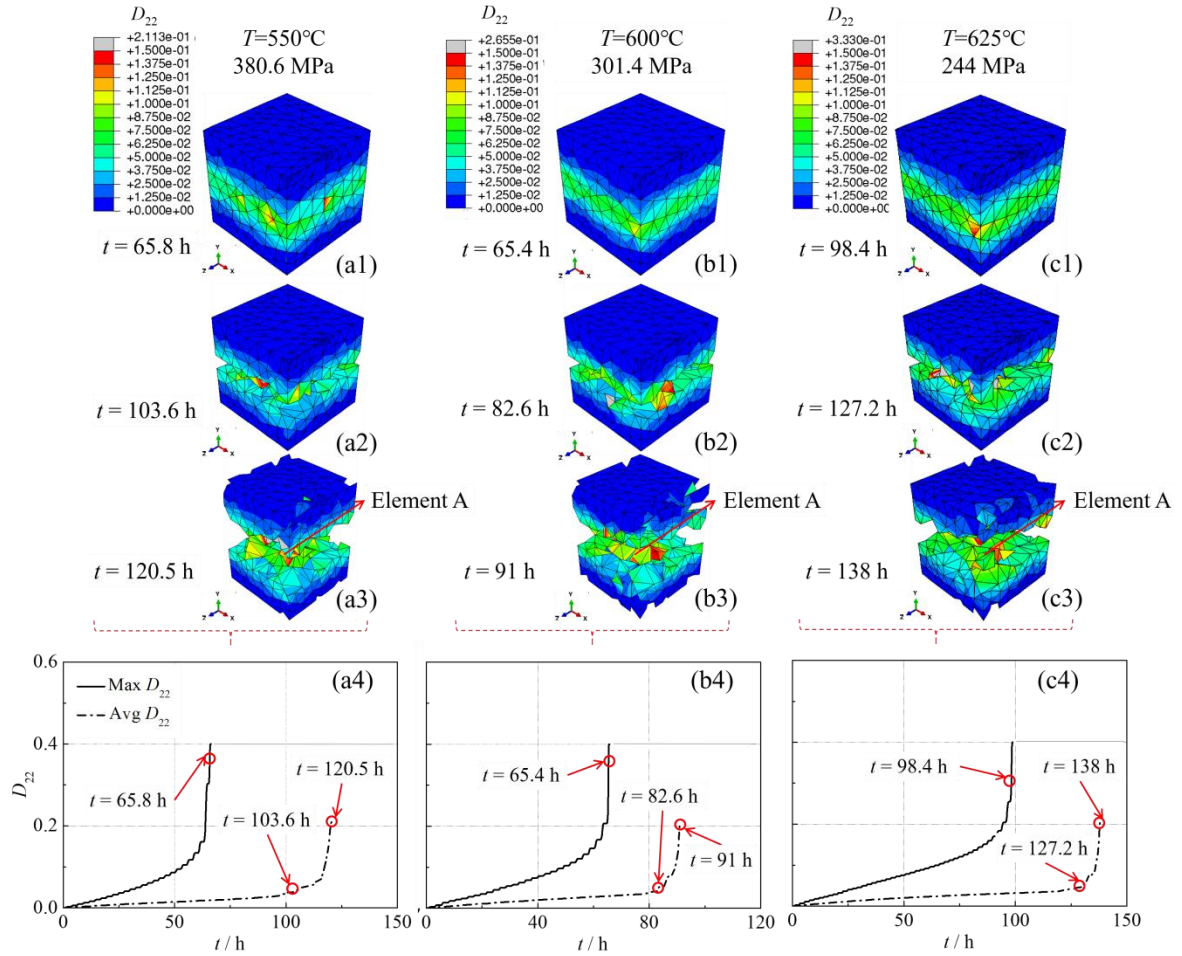 D22
T=550°C
380.6 MPa
+2.113e-01
+1.500e-01
+1.375e-01
+1.250e-01
+1.125e-01
+1.000e-01
+8.750e-02
+7.500e-02
+6.250e-02
+5.000e-02
+3.750e-02
+2.500e-02
+1.250e-02
+0.000e+00
t = 65.8 h
Y
Z
X
(a1)
D22
T=600°C
301.4 MPa
+2.655e-01
+1.500e-01
+1.375e-01
+1.250e-01
+1.125e-01
+1.000e-01
+8.750e-02
+7.500e-02
+6.250e-02
+5.000e-02
+3.750e-02
+2.500e-02
+1.250e-02
+0.000e+00
t = 65.4 h
Y
Z
X
(b1)
D22
T=625°C
244 MPa
+3.330e-01
+1.500e-01
+1.375e-01
+1.250e-01
+1.125e-01
+1.000e-01
+8.750e-02
+7.500e-02
+6.250e-02
+5.000e-02
+3.750e-02
+2.500e-02
+1.250e-02
+0.000e+00
t = 98.4 h
Y
Z
X
(c1)
t = 103.6 h
Y
Z
X
(a2)
t = 82.6 h
Y
Z
X
(b2)
t = 127.2 h
Y
Z
X
(c2)
Element A
t = 120.5 h
Y
Z
X
(a3)
Element A
t = 91 h
Y
Z
X
(b3)
Element A
t = 138 h
Y
Z
X
(c3)
D22
0.6
0.4
0.2
0.0
Max D22
Avg D22
(a4)
t = 65.8 h
t = 103.6 h
t = 120.5 h
0 50 100 150
t / h
(b4)
t = 65.4 h
t = 82.6 h
t = 91 h
0 40 80 120
t / h
(c4)
t = 98.4 h
t = 138 h
t = 127.2 h
0 50 100 150
t / h